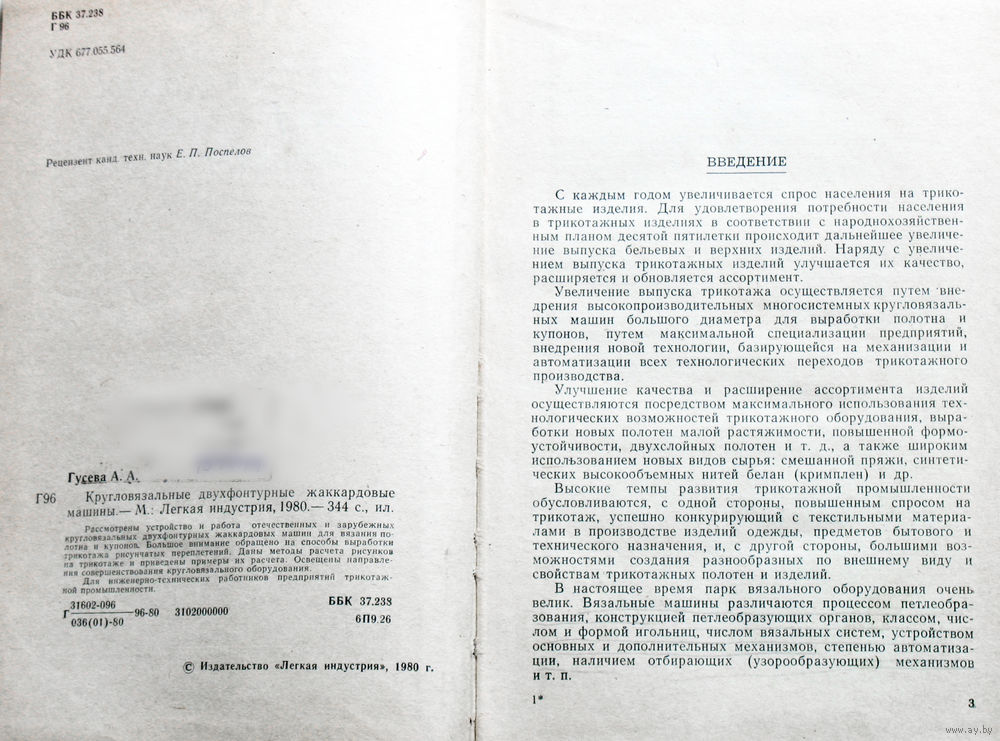 ББК 37.238
Г 96
УДК 677.055.564
Рецензент канд. техн. наук Е. П. Поспелов
Гусева А. А.
Г96 Кругловязальные двухфонтурные жаккардовые
машины.— М.: Легкая индустрия, 1980.— 344 с., ил.
Рассмотрены устройство и работа отечественных и зарубежных
кругловязальных двухфонтурных жаккардовых машин для вязания по-
лотна и купонов. Большое внимание обращено на способы выработки
трикотажа рисунчатых переплетений. Даны методы расчета рисунков
на трикотаже и приведены примеры их расчета. Освещены направле-
ния совершенствования кругловязального оборудования.
Для инженерно-технических работников предприятий трикотаж-
ной промышленности.
Г 31602-096
036(01)-80 96-80 3102000000
ББК 37.238
6П9.26
© Издательство «Легкая индустрия», 1980 г.
ВВЕДЕНИЕ
С каждым годом увеличивается спрос населения на трико-
тажные изделия. Для удовлетворения потребности населения
в трикотажных изделиях в соответствии с народнохозяйствен-
ным планом десятой пятилетки происходит дальнейшее увеличе-
ние выпуска бельевых и верхних изделий. Наряду с увеличе-
нием выпуска трикотажных изделий улучшается их качество,
расширяется и обновляется ассортимент.
Увеличение выпуска трикотажа осуществляется путем вне-
дрения высокопроизводительных многосистемных кругловязаль-
ных машин большого диаметра для выработки полотна и
купонов, путем максимальной специализации предприятий,
внедрения новой технологии, базирующейся на механизации и
автоматизации всех технологических переходов трикотажного
производства.
Улучшение качества и расширение ассортимента изделий
осуществляются посредством максимального использования тех-
нологических возможностей трикотажного оборудования, выра-
ботки новых полотен малой растяжимости, повышенной формо-
устойчивости, двухслойных полотен и т. д., а также широким
использованием новых видов сырья: смешанной пряжи, синтети-
ческих высокообъемных нитей белан (кримплен) и др.
Высокие темпы развития трикотажной промышленности
обусловливаются, с одной стороны, повышенным спросом на
трикотаж, успешно конкурирующий с текстильными материа-
лами в производстве изделий одежды, предметов бытового и
технического назначения, и, с другой стороны, большими воз-
можностями создания разнообразных по внешнему виду и
свойствам трикотажных полотен и изделий.
В настоящее время парк вязального оборудования очень
велик. Вязальные машины различаются процессом петлеобра-
зования, конструкцией петлеобразующих органов, классом, чис-
лом и формой игольниц, числом вязальных систем, устройством
основных и дополнительных механизмов, степенью автоматиза-
ции, наличием отбирающих (узорообразующих) механизмов
и т. п.
1*
3
www.ay.by